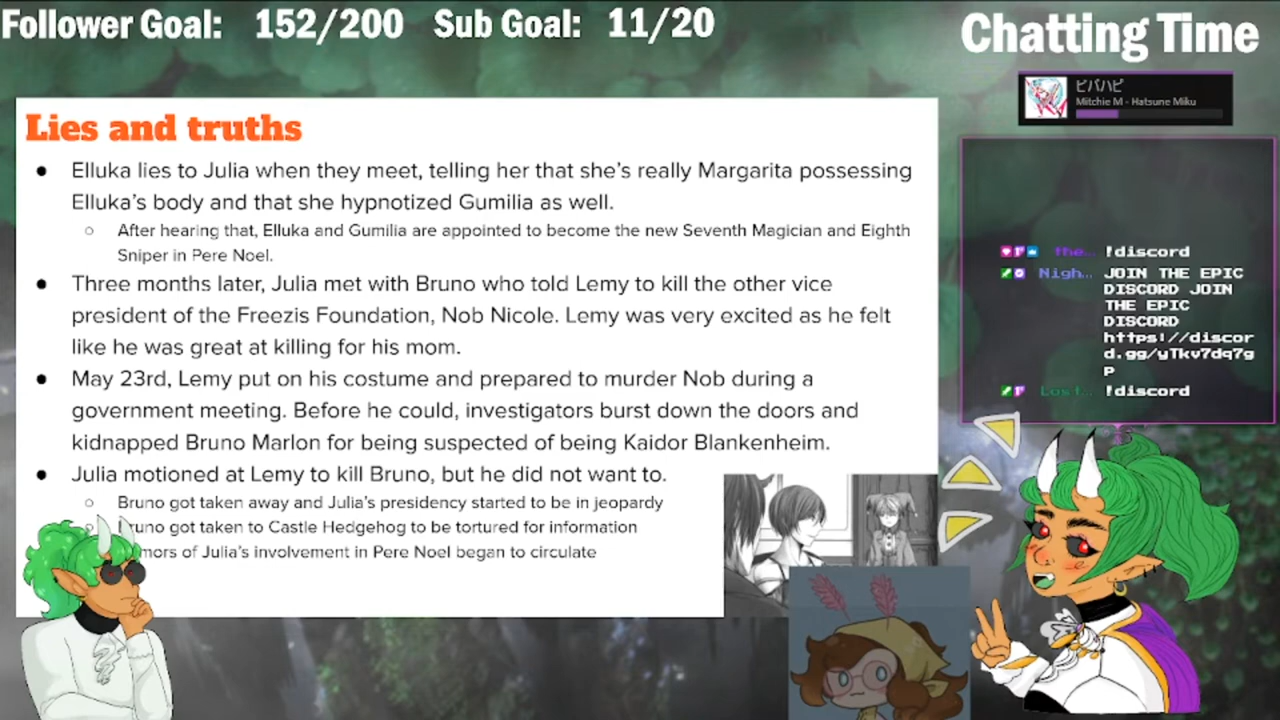 Follower Goal: 152/200 Sub Goal: 11/20
Chatting Time
ビバハピ
Mitchie M - Hatsune Miku
Lies and truths
● Elluka lies to Julia when they meet, telling her that she's really Margarita possessing
Elluka's body and that she hypnotized Gumilia as well.
○ After hearing that, Elluka and Gumilia are appointed to become the new Seventh Magician and Eighth
Sniper in Pere Noel.
● Three months later, Julia met with Bruno who told Lemy to kill the other vice
president of the Freezis Foundation, Nob Nicole. Lemy was very excited as he felt
like he was great at killing for his mom.
● May 23rd, Lemy put on his costume and prepared to murder Nob during a
government meeting. Before he could, investigators burst down the doors and
kidnapped Bruno Marlon for being suspected of being Kaidor Blankenheim.
● Julia motioned at Lemy to kill Bruno, but he did not want to.
○ Bruno got taken away and Julia's presidency started to be in jeopardy
runo got taken to Castle Hedgehog to be tortured for information
mors of Julia's involvement in Pere Noel began to circulate
the... !discord
Nigh... JOIN THE EPIC
DISCORD JOIN
THE EPIC
DISCORD
https://discor
d.gg/yTkv7dq7g
p
Lost... !discord